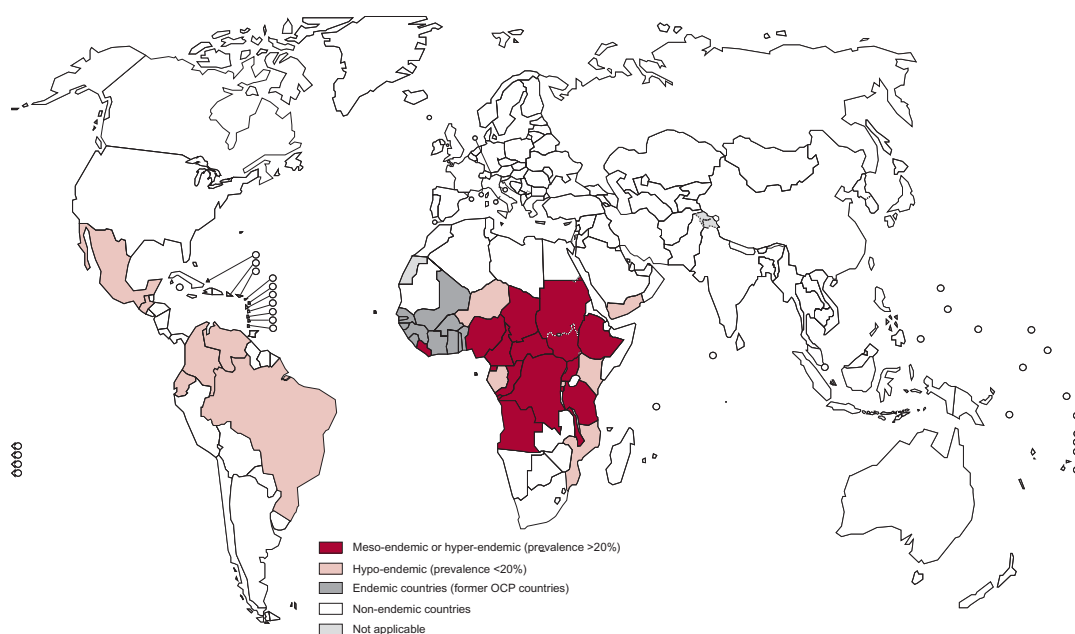 Meso-endemic or hyper-endemic (prevalence >20%)
Hypo-endemic (prevalence <20%)
Endemic countries (former OCP countries)
Non-endemic countries
Not applicable